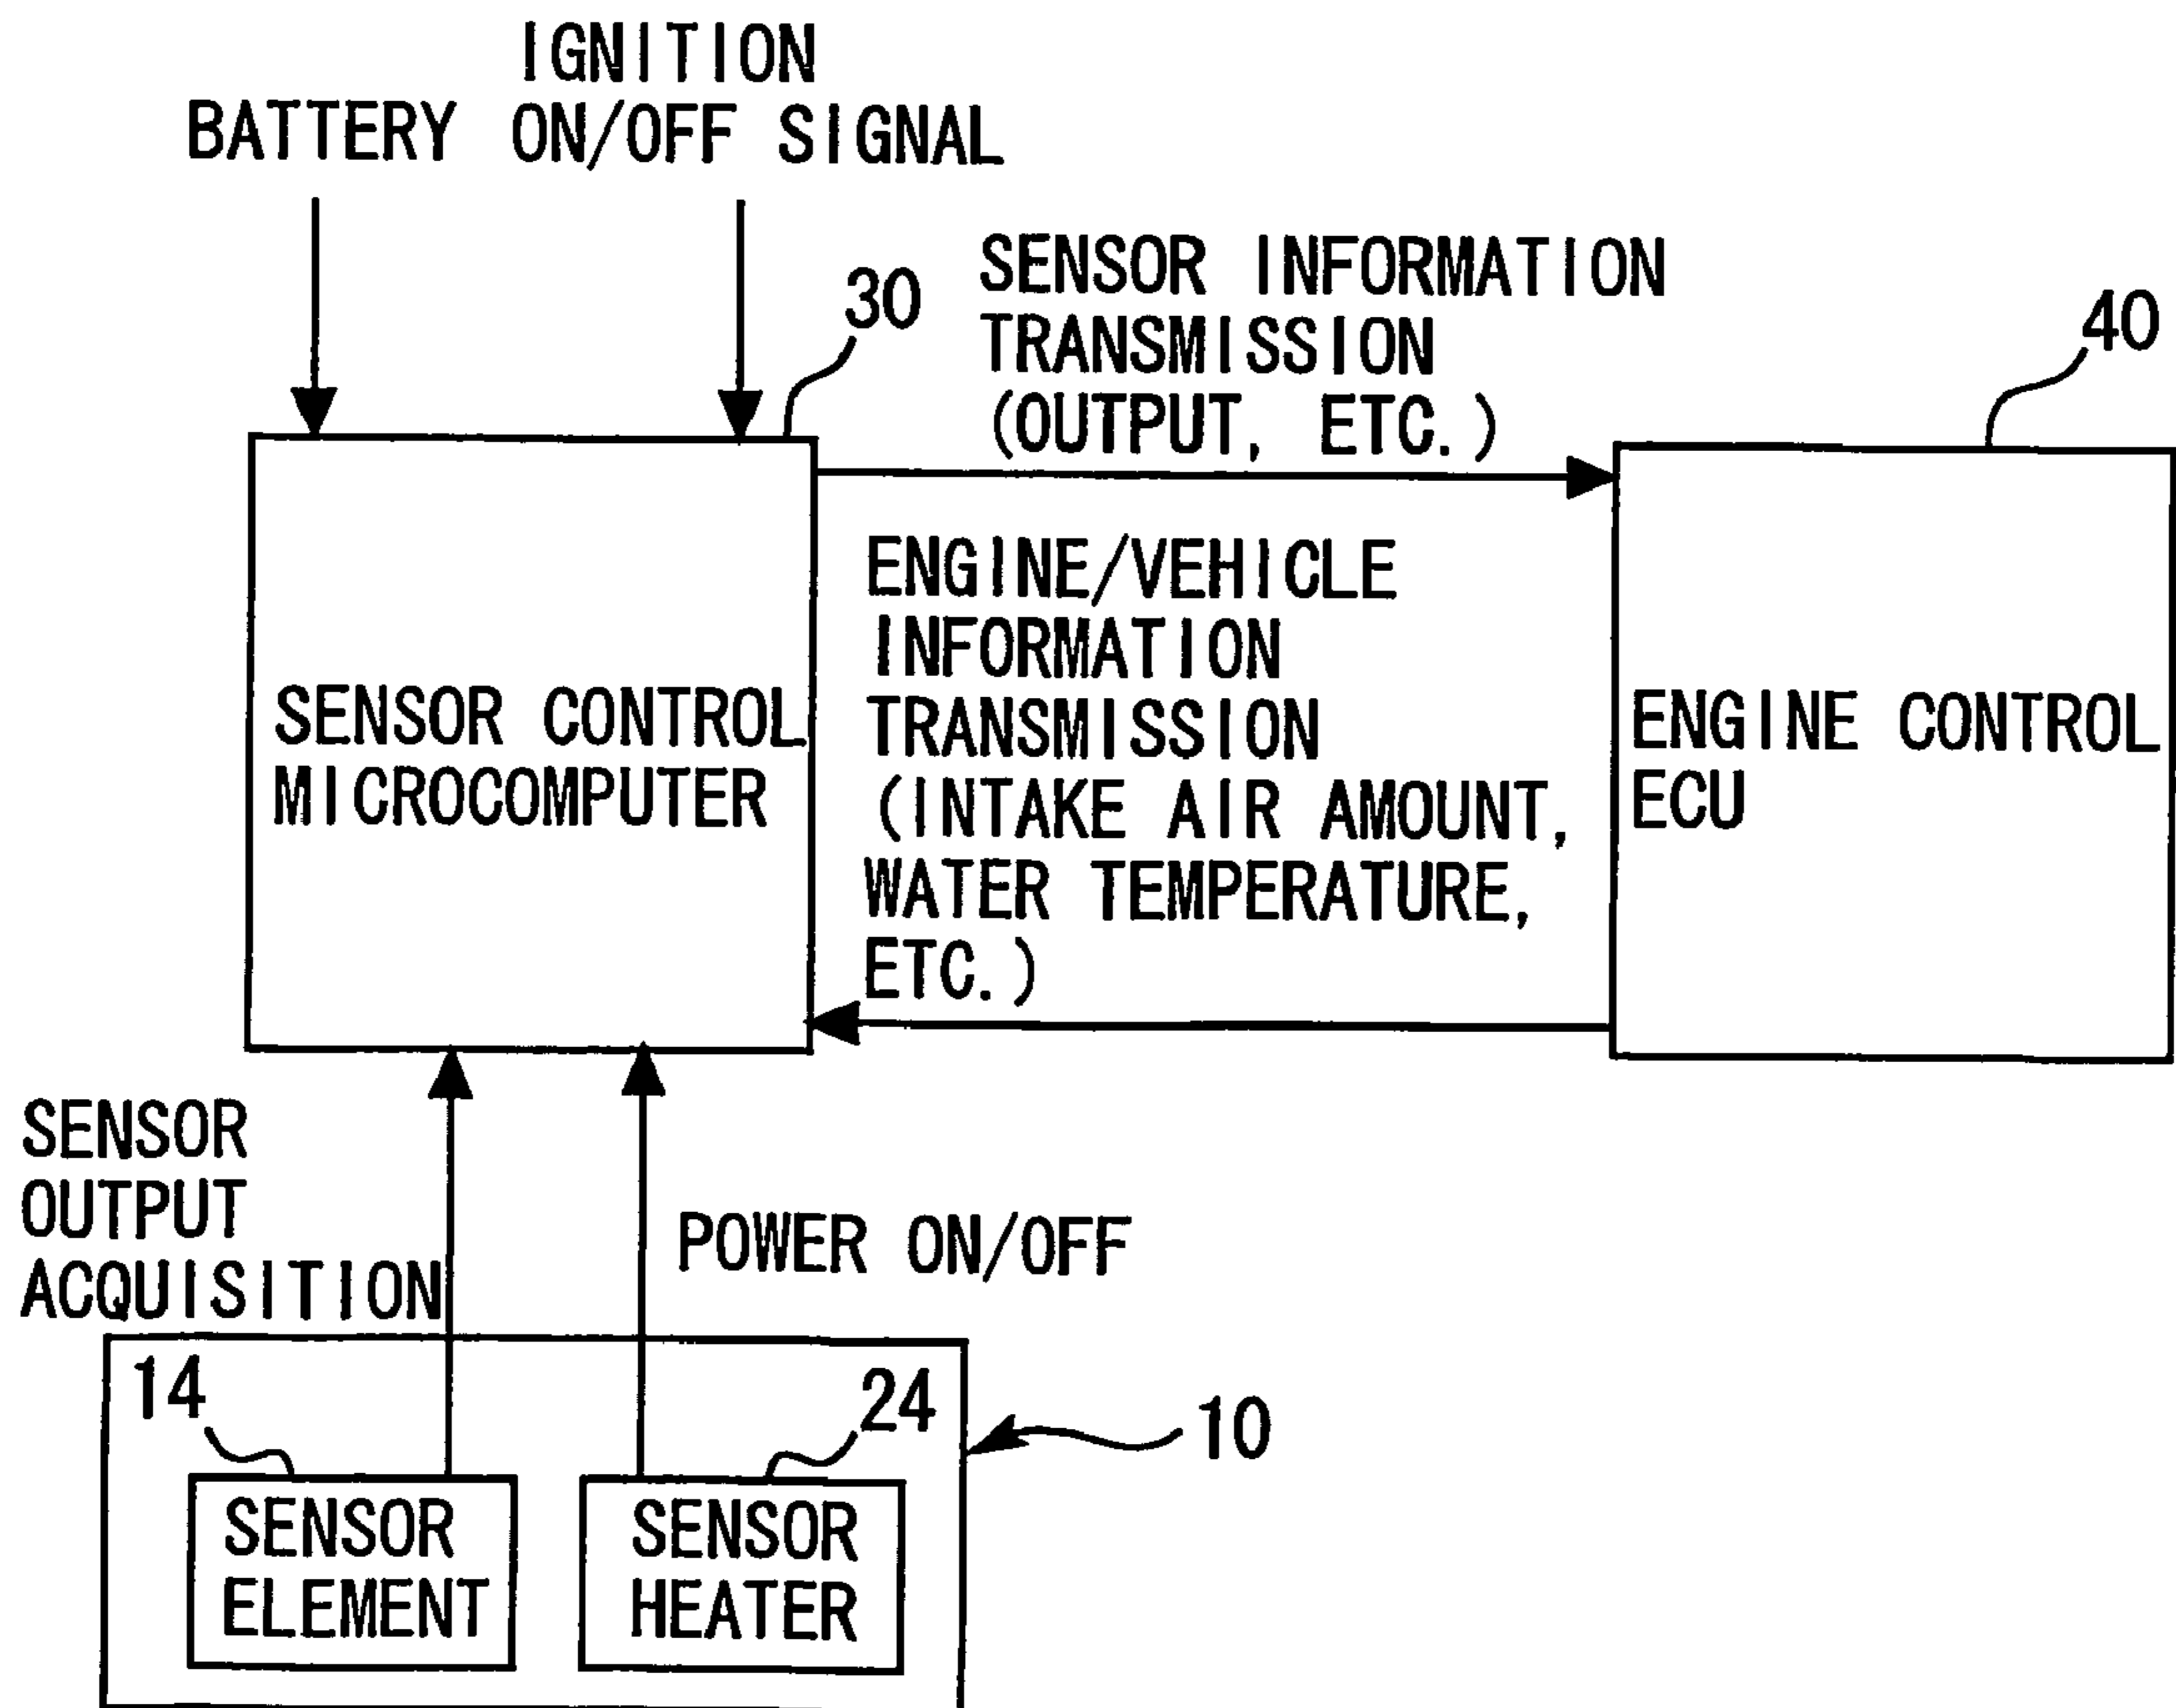 IGNITION
BATTERY ON/OFF SIGNAL
30
SENSOR INFORMATION
TRANSMISSION
(OUTPUT, ETC.)
40
ENGINE/VEHICLE
INFORMATION
TRANSMISSION
(INTAKE AIR AMOUNT,
WATER TEMPERATURE,
ETC.)
SENSOR CONTROL
MICROCOMPUTER
ENGINE CONTROL
ECU
SENSOR
OUTPUT
ACQUISITION
POWER ON/OFF
14
24
10
SENSOR
ELEMENT
SENSOR
HEATER